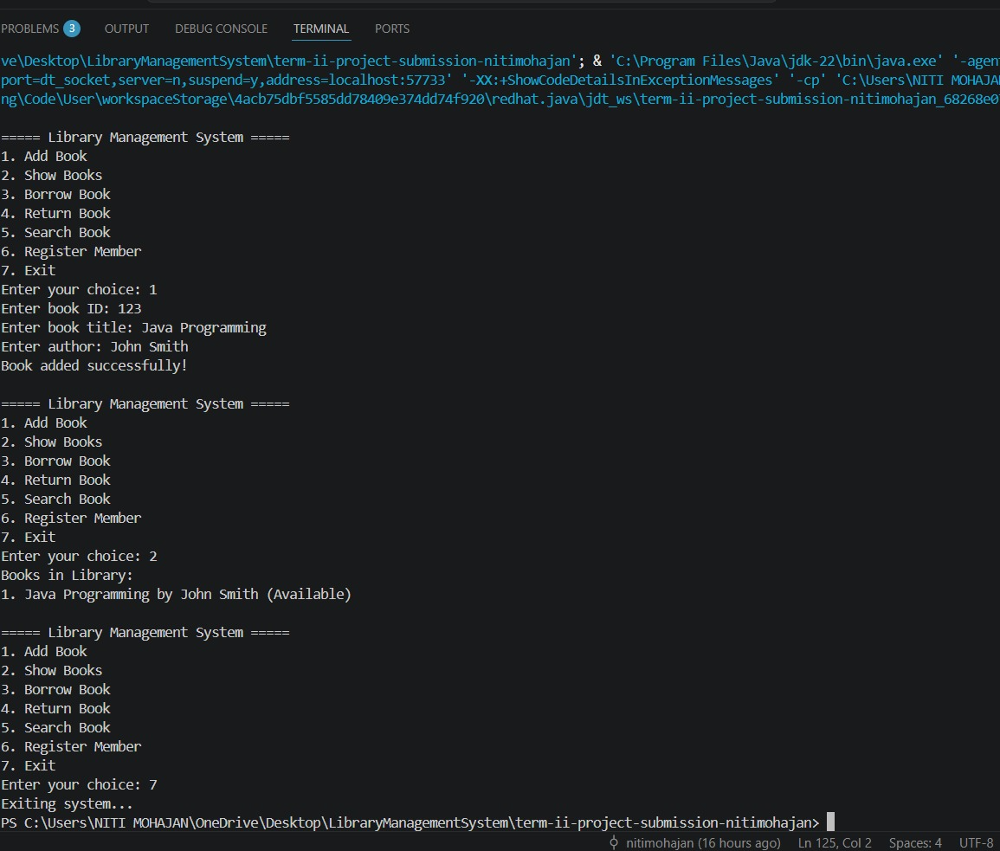 PROBLEMS 3 OUTPUT DEBUG CONSOLE TERMINAL PORTS
ve\Desktop\LibraryManagementSystem\term-ii-project-submission-nitimohajan'; & 'C:\Program Files\Java\jdk-22\bin\java.exe' '-agen
port=dt_socket,server=n,suspend=y,address=localhost:57733' '-XX:+ShowCodeDetailsInExceptionMessages' '-cp' 'C:\Users\NITI MOHAJA
ng\Code\User\workspaceStorage\4acb75dbf5585dd78409e374dd74f920\redhat.java\jdt_ws\term-ii-project-submission-nitimohajan_68268e0
===== Library Management System =====
1. Add Book
2. Show Books
3. Borrow Book
4. Return Book
5. Search Book
6. Register Member
7. Exit
Enter your choice: 1
Enter book ID: 123
Enter book title: Java Programming
Enter author: John Smith
Book added successfully!
===== Library Management System =====
1. Add Book
2. Show Books
3. Borrow Book
4. Return Book
5. Search Book
6. Register Member
7. Exit
Enter your choice: 2
Books in Library:
1. Java Programming by John Smith (Available)
===== Library Management System =====
1. Add Book
2. Show Books
3. Borrow Book
4. Return Book
5. Search Book
6. Register Member
7. Exit
Enter your choice: 7
Exiting system...
PS C:\Users\NITI MOHAJAN\OneDrive\Desktop\LibraryManagementSystem\term-ii-project-submission-nitimohajan>
nitimohajan (16 hours ago) Ln 125, Col 2 Spaces: 4 UTF-8